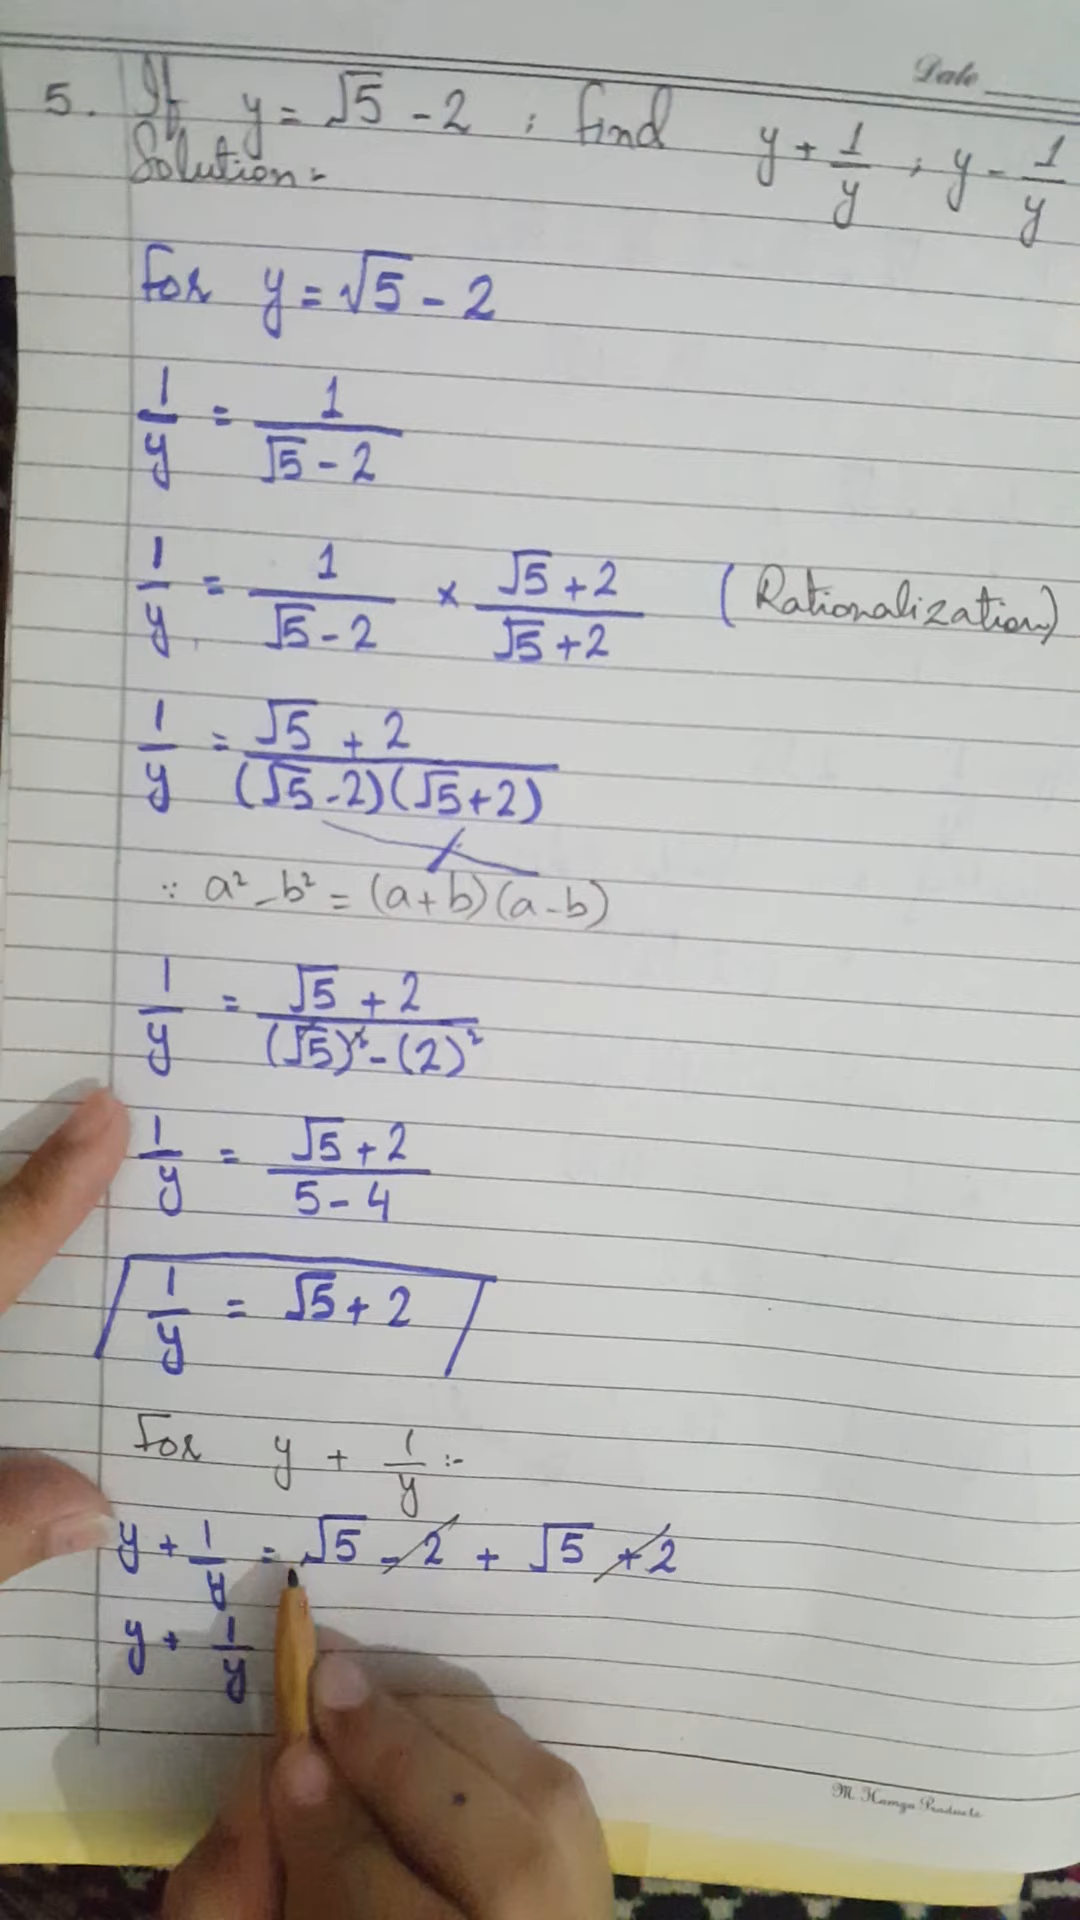 Date
5. If y = √5 - 2 ; find y + 1/y , y - 1/y
Solution:-
For y = √5 - 2
1/y = 1/(√5 - 2)
1/y = 1/(√5 - 2) × (√5 + 2)/(√5 + 2) (Rationalization)
1/y = (√5 + 2)/((√5 - 2)(√5 + 2))
∵ a² - b² = (a + b)(a - b)
1/y = (√5 + 2)/((√5)² - (2)²)
1/y = (√5 + 2)/(5 - 4)
1/y = √5 + 2
For y + 1/y :-
y + 1/y = √5 - 2 + √5 + 2
y + 1/y
M. Hamza Products